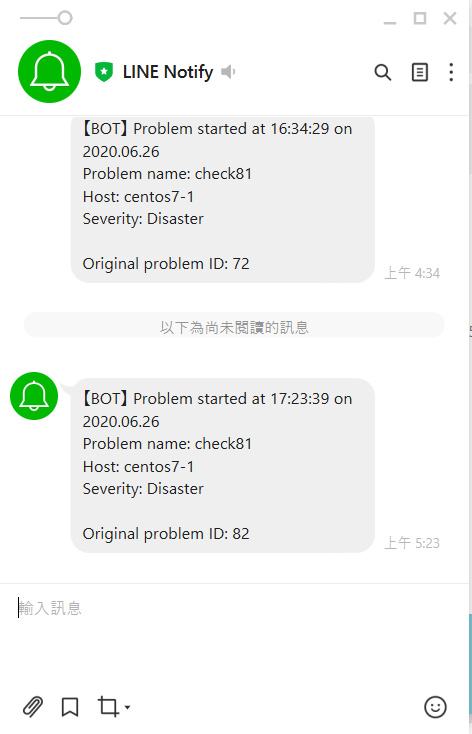 LINE Notify
【BOT】 Problem started at 16:34:29 on
2020.06.26
Problem name: check81
Host: centos7-1
Severity: Disaster
Original problem ID: 72
上午 4:34
以下為尚未閱讀的訊息
【BOT】 Problem started at 17:23:39 on
2020.06.26
Problem name: check81
Host: centos7-1
Severity: Disaster
Original problem ID: 82
上午 5:23
輸入訊息